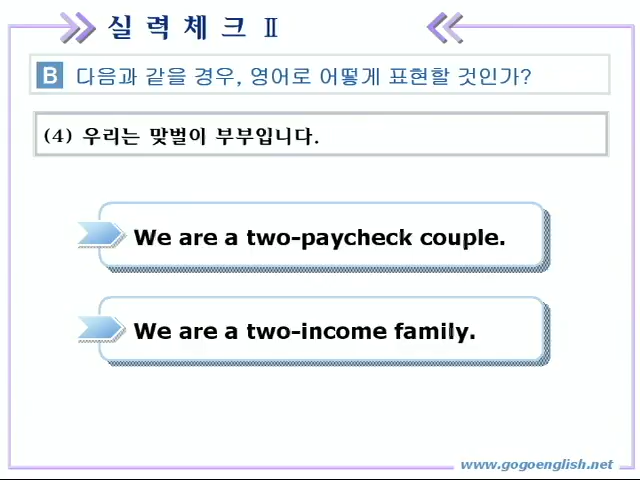 실 력 체 크 Ⅱ
B 다음과 같을 경우, 영어로 어떻게 표현할 것인가?
(4) 우리는 맞벌이 부부입니다.
We are a two-paycheck couple.
We are a two-income family.
www.gogoenglish.net